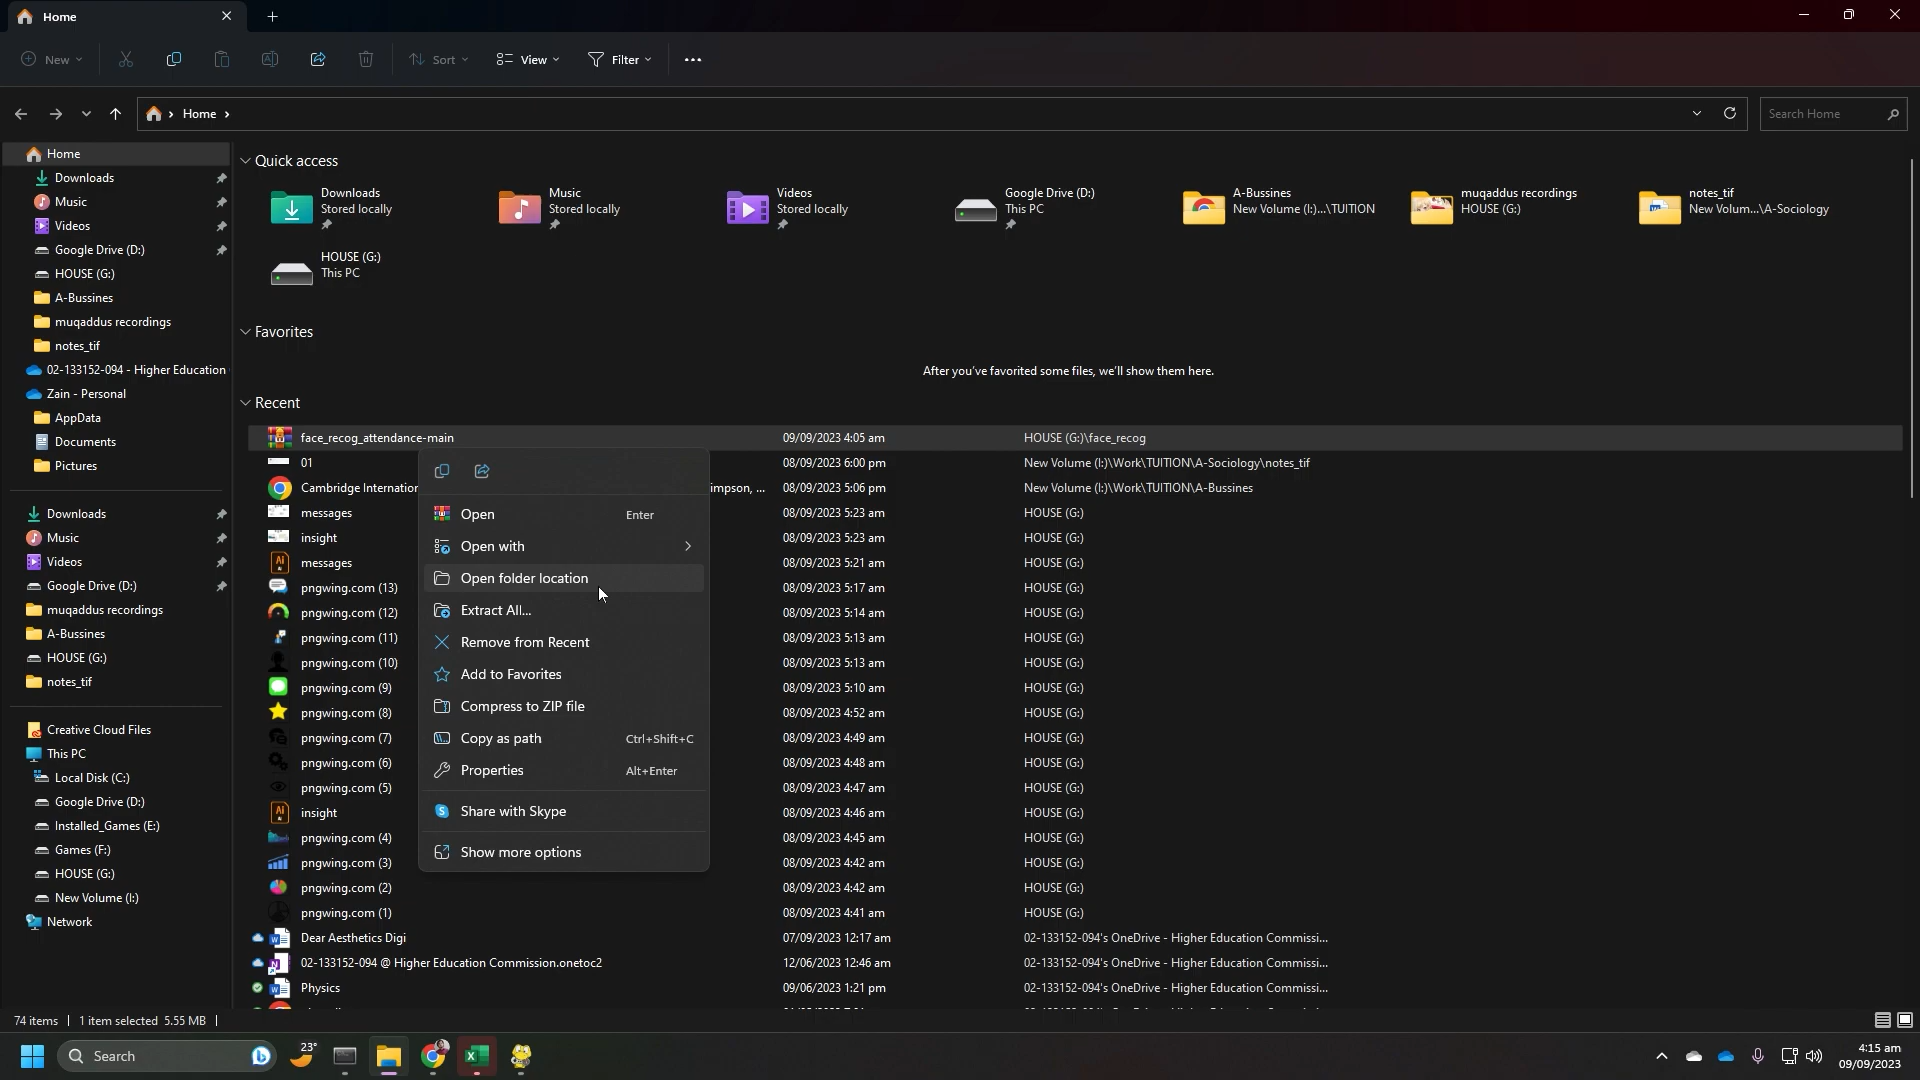 Home
New
Sort
View
Filter
Home
Search Home
Home
Downloads
Music
Videos
Google Drive (D:)
HOUSE (G:)
A-Bussines
muqaddus recordings
notes_tif
02-133152-094 - Higher Education
Zain - Personal
AppData
Documents
Pictures
Downloads
Music
Videos
Google Drive (D:)
muqaddus recordings
A-Bussines
HOUSE (G:)
notes_tif
Creative Cloud Files
This PC
Local Disk (C:)
Google Drive (D:)
Installed_Games (E:)
Games (F:)
HOUSE (G:)
New Volume (I:)
Network
Quick access
Downloads
Stored locally
Music
Stored locally
Videos
Stored locally
Google Drive (D:)
This PC
A-Bussines
New Volume (I:)...\TUITION
muqaddus recordings
HOUSE (G:)
notes_tif
New Volum...\A-Sociology
HOUSE (G:)
This PC
Favorites
After you've favorited some files, we'll show them here.
Recent
face_recog_attendance-main 09/09/2023 4:05 am HOUSE (G:)\face_recog
01 08/09/2023 6:00 pm New Volume (I:)\Work\TUITION\A-Sociology\notes_tif
Cambridge Internation impson, ... 08/09/2023 5:06 pm New Volume (I:)\Work\TUITION\A-Bussines
messages 08/09/2023 5:23 am HOUSE (G:)
insight 08/09/2023 5:23 am HOUSE (G:)
messages 08/09/2023 5:21 am HOUSE (G:)
pngwing.com (13) 08/09/2023 5:17 am HOUSE (G:)
pngwing.com (12) 08/09/2023 5:14 am HOUSE (G:)
pngwing.com (11) 08/09/2023 5:13 am HOUSE (G:)
pngwing.com (10) 08/09/2023 5:13 am HOUSE (G:)
pngwing.com (9) 08/09/2023 5:10 am HOUSE (G:)
pngwing.com (8) 08/09/2023 4:52 am HOUSE (G:)
pngwing.com (7) 08/09/2023 4:49 am HOUSE (G:)
pngwing.com (6) 08/09/2023 4:48 am HOUSE (G:)
pngwing.com (5) 08/09/2023 4:47 am HOUSE (G:)
insight 08/09/2023 4:46 am HOUSE (G:)
pngwing.com (4) 08/09/2023 4:45 am HOUSE (G:)
pngwing.com (3) 08/09/2023 4:42 am HOUSE (G:)
pngwing.com (2) 08/09/2023 4:42 am HOUSE (G:)
pngwing.com (1) 08/09/2023 4:41 am HOUSE (G:)
Dear Aesthetics Digi 07/09/2023 12:17 am 02-133152-094's OneDrive - Higher Education Commissi...
02-133152-094 @ Higher Education Commission.onetoc2 12/06/2023 12:46 am 02-133152-094's OneDrive - Higher Education Commissi...
Physics 09/06/2023 1:21 pm 02-133152-094's OneDrive - Higher Education Commissi...
Open Enter
Open with
Open folder location
Extract All...
Remove from Recent
Add to Favorites
Compress to ZIP file
Copy as path Ctrl+Shift+C
Properties Alt+Enter
Share with Skype
Show more options
74 items 1 item selected 5.55 MB
Search
23°
4:15 am
09/09/2023